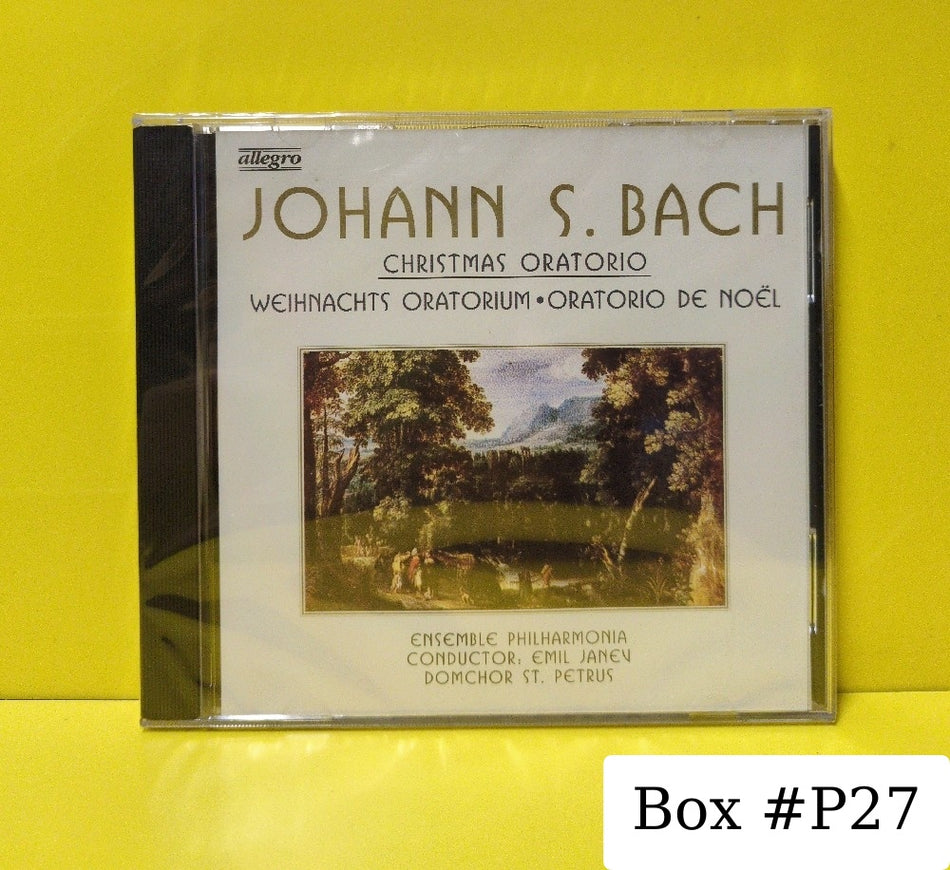 allegro
JOHANN S. BACH
CHRISTMAS ORATORIO
WEIHNACHTS ORATORIUM • ORATORIO DE NOËL
ENSEMBLE PHILHARMONIA
CONDUCTOR: EMIL JANEV
DOMCHOR ST. PETRUS
Box #P27